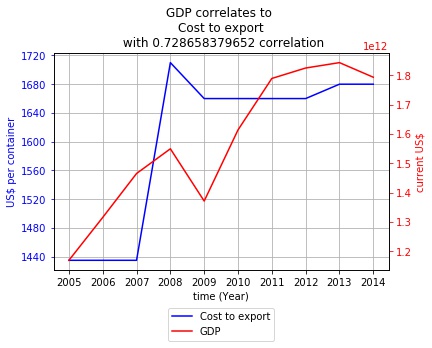 GDP correlates to
Cost to export
with 0.728658379652 correlation
1e12
1720
1680
1640
1600
1560
1520
1480
1440
US$ per container
1.8
1.7
1.6
1.5
1.4
1.3
1.2
current US$
2005 2006 2007 2008 2009 2010 2011 2012 2013 2014
time (Year)
Cost to export
GDP